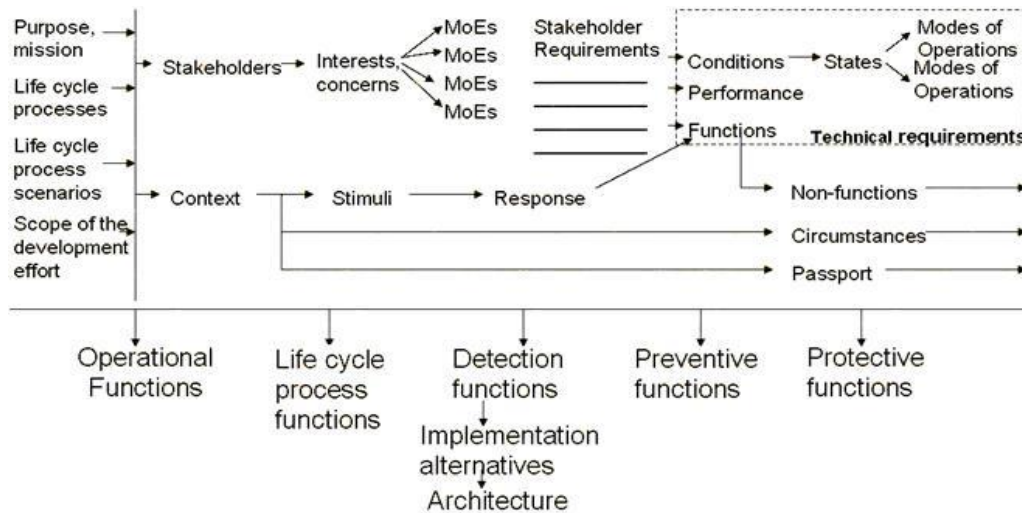 Purpose,
mission
Life cycle
processes
Life cycle
process
scenarios
Scope of the
development
effort
Stakeholders
Interests,
concerns
MoEs
MoEs
MoEs
MoEs
Stakeholder
Requirements
Conditions
Performance
Functions
States
Modes of
Operations
Modes of
Operations
Technical requirements
Context
Stimuli
Response
Non-functions
Circumstances
Passport
Operational
Functions
Life cycle
process
functions
Detection
functions
Preventive
functions
Protective
functions
Implementation
alternatives
Architecture